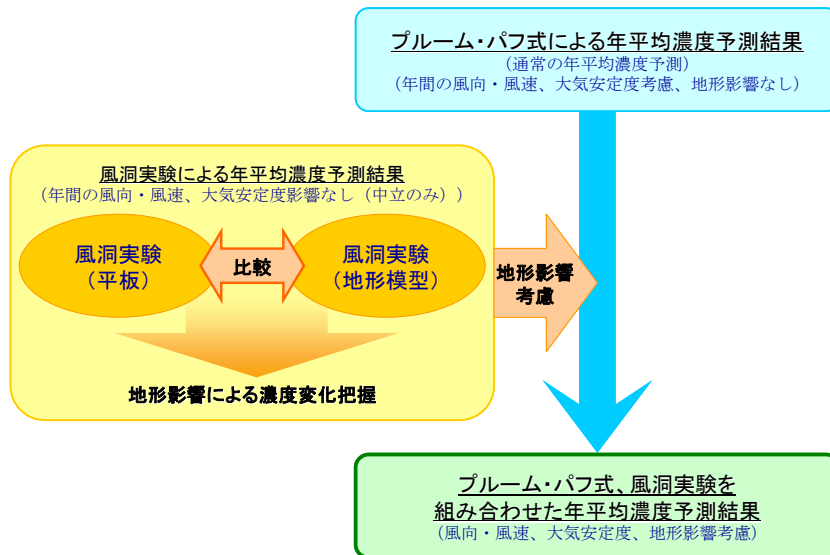 プルーム・パフ式による年平均濃度予測結果
（通常の年平均濃度予測）
（年間の風向・風速、大気安定度考慮、地形影響なし）
風洞実験による年平均濃度予測結果
（年間の風向・風速、大気安定度影響なし（中立のみ））
風洞実験
（平板）
比較
風洞実験
（地形模型）
地形影響
考慮
地形影響による濃度変化把握
プルーム・パフ式、風洞実験を
組み合わせた年平均濃度予測結果
（風向・風速、大気安定度、地形影響考慮）